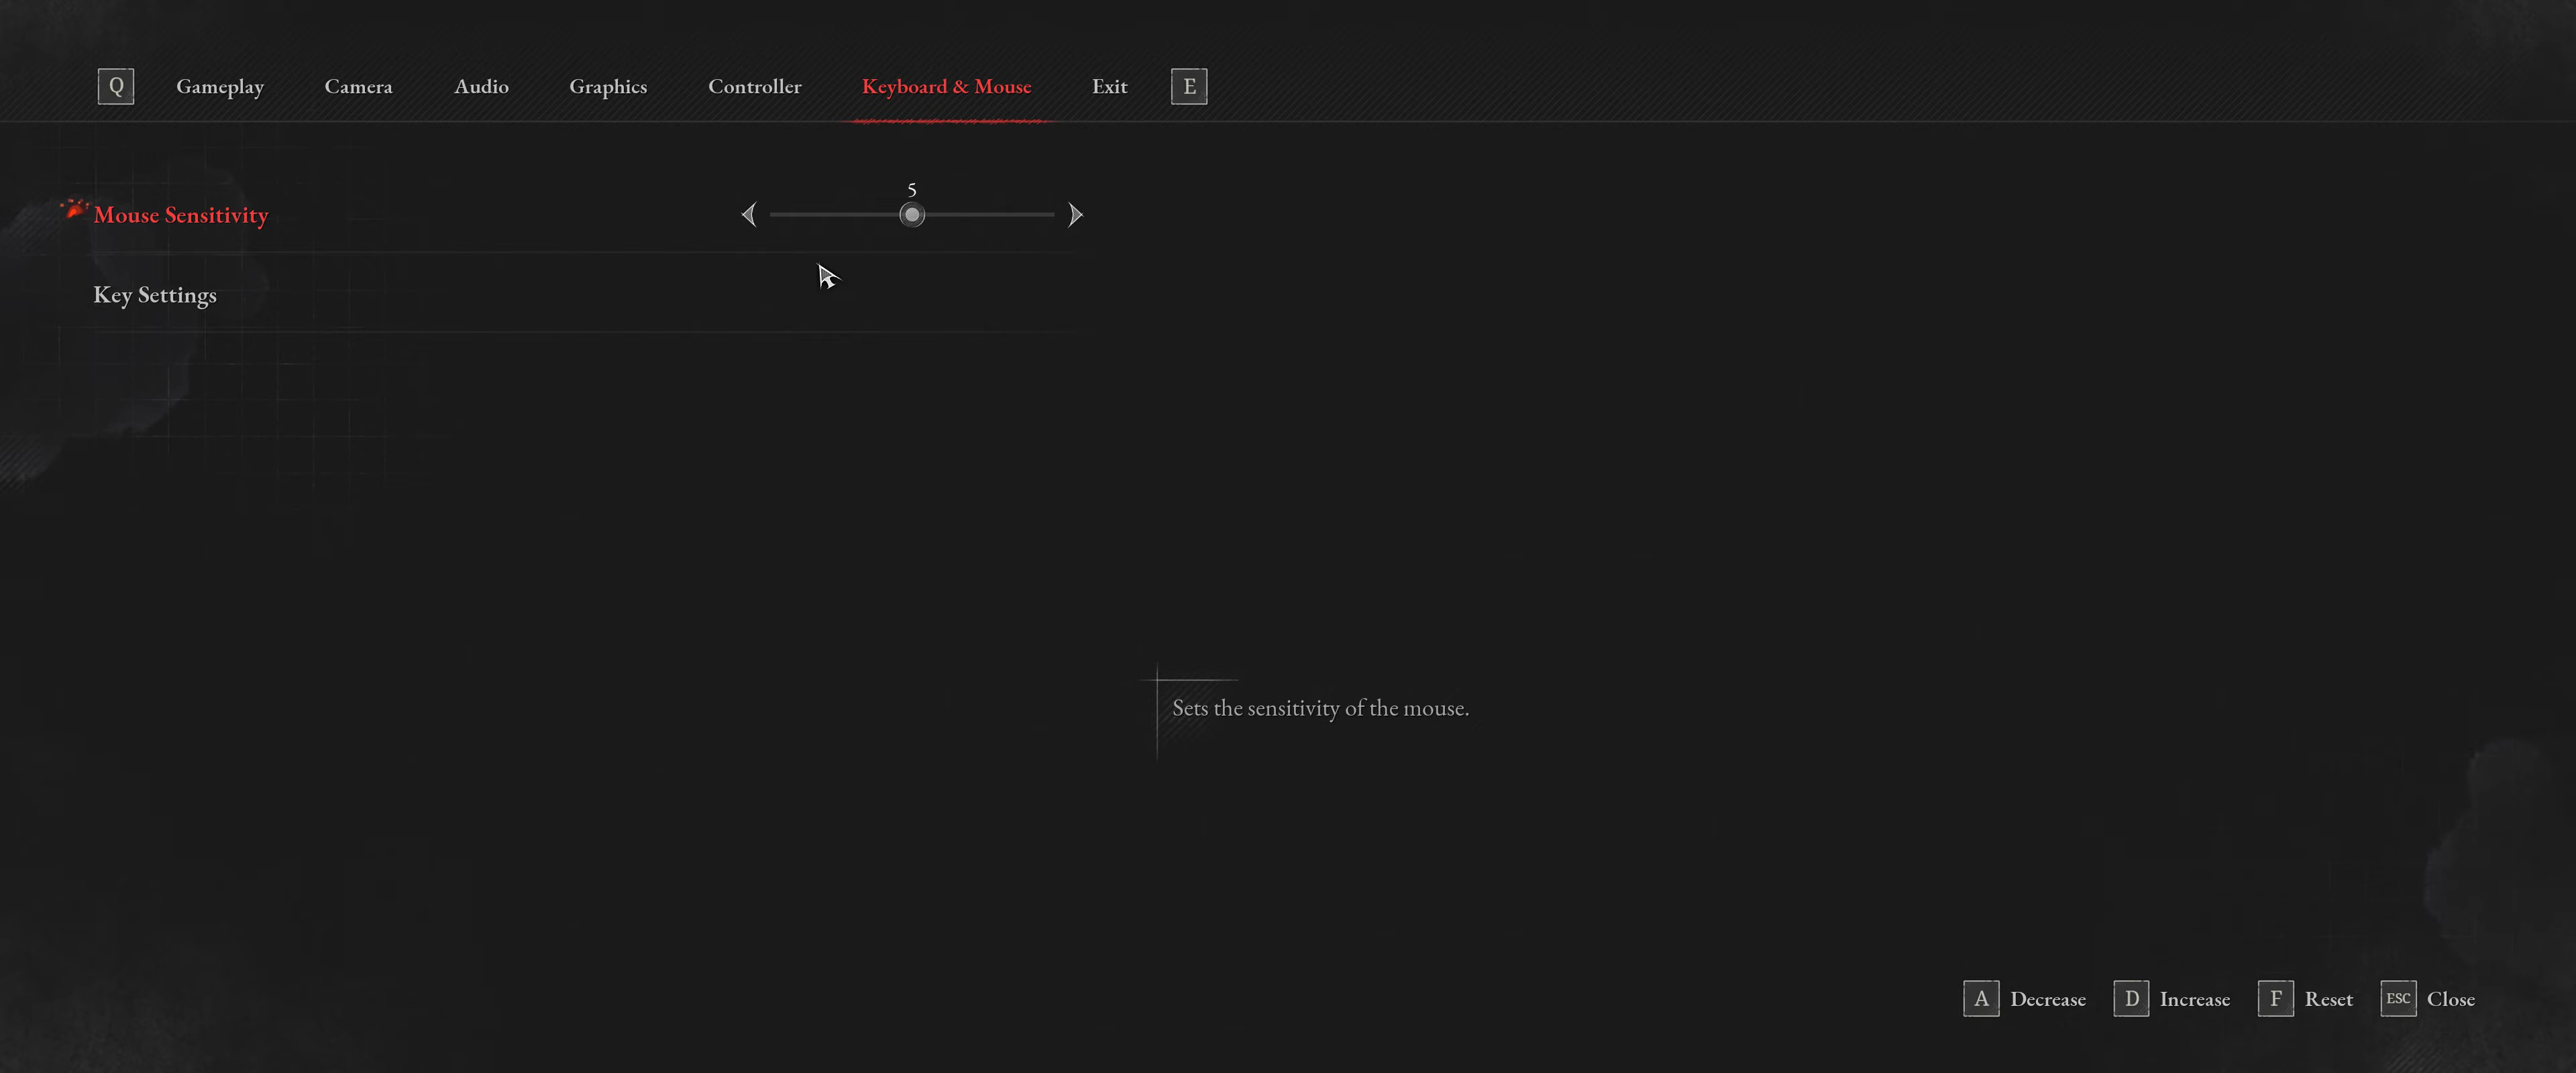 Q Gameplay Camera Audio Graphics Controller Keyboard & Mouse Exit E
5
Mouse Sensitivity
Key Settings
Sets the sensitivity of the mouse.
A Decrease D Increase F Reset ESC Close